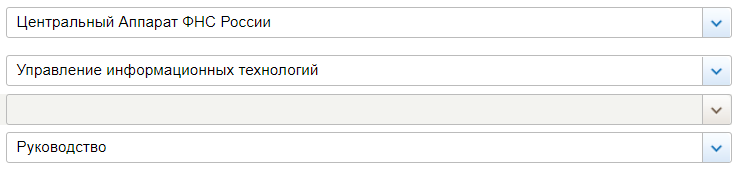 Центральный Аппарат ФНС России
Управление информационных технологий
Руководство